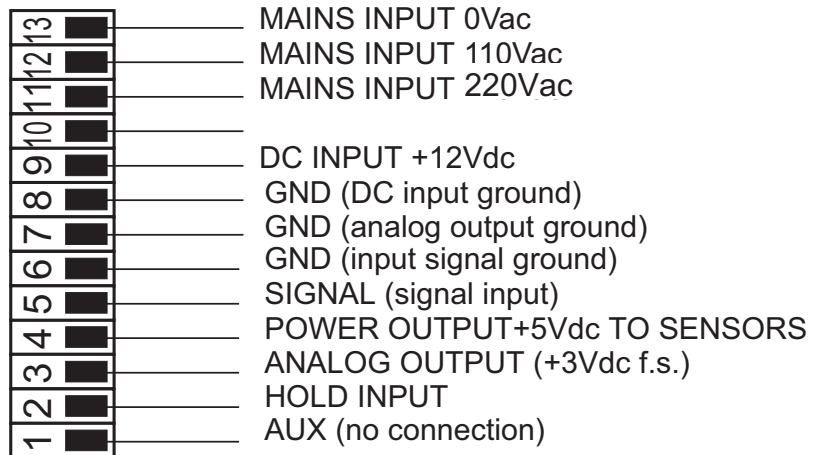 13 MAINS INPUT 0Vac
12 MAINS INPUT 110Vac
11 MAINS INPUT 220Vac
10
9 DC INPUT +12Vdc
8 GND (DC input ground)
7 GND (analog output ground)
6 GND (input signal ground)
5 SIGNAL (signal input)
4 POWER OUTPUT+5Vdc TO SENSORS
3 ANALOG OUTPUT (+3Vdc f.s.)
2 HOLD INPUT
1 AUX (no connection)